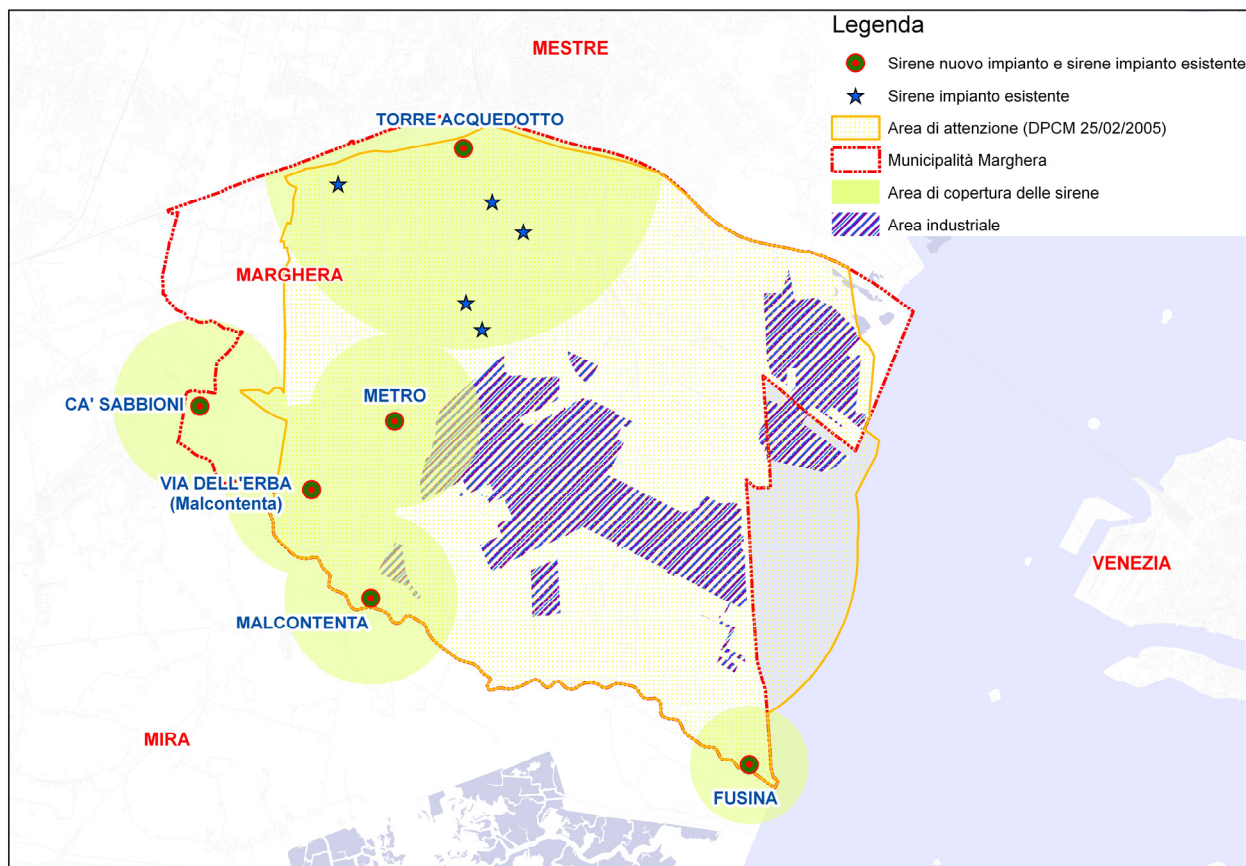 Legenda
Sirene nuovo impianto e sirene impianto esistente
Sirene impianto esistente
Area di attenzione (DPCM 25/02/2005)
Municipalità Marghera
Area di copertura delle sirene
Area industriale
MESTRE
TORRE ACQUEDOTTO
MARGHERA
CA' SABBIONI
METRO
VIA DELL'ERBA
(Malcontenta)
MALCONTENTA
VENEZIA
MIRA
FUSINA